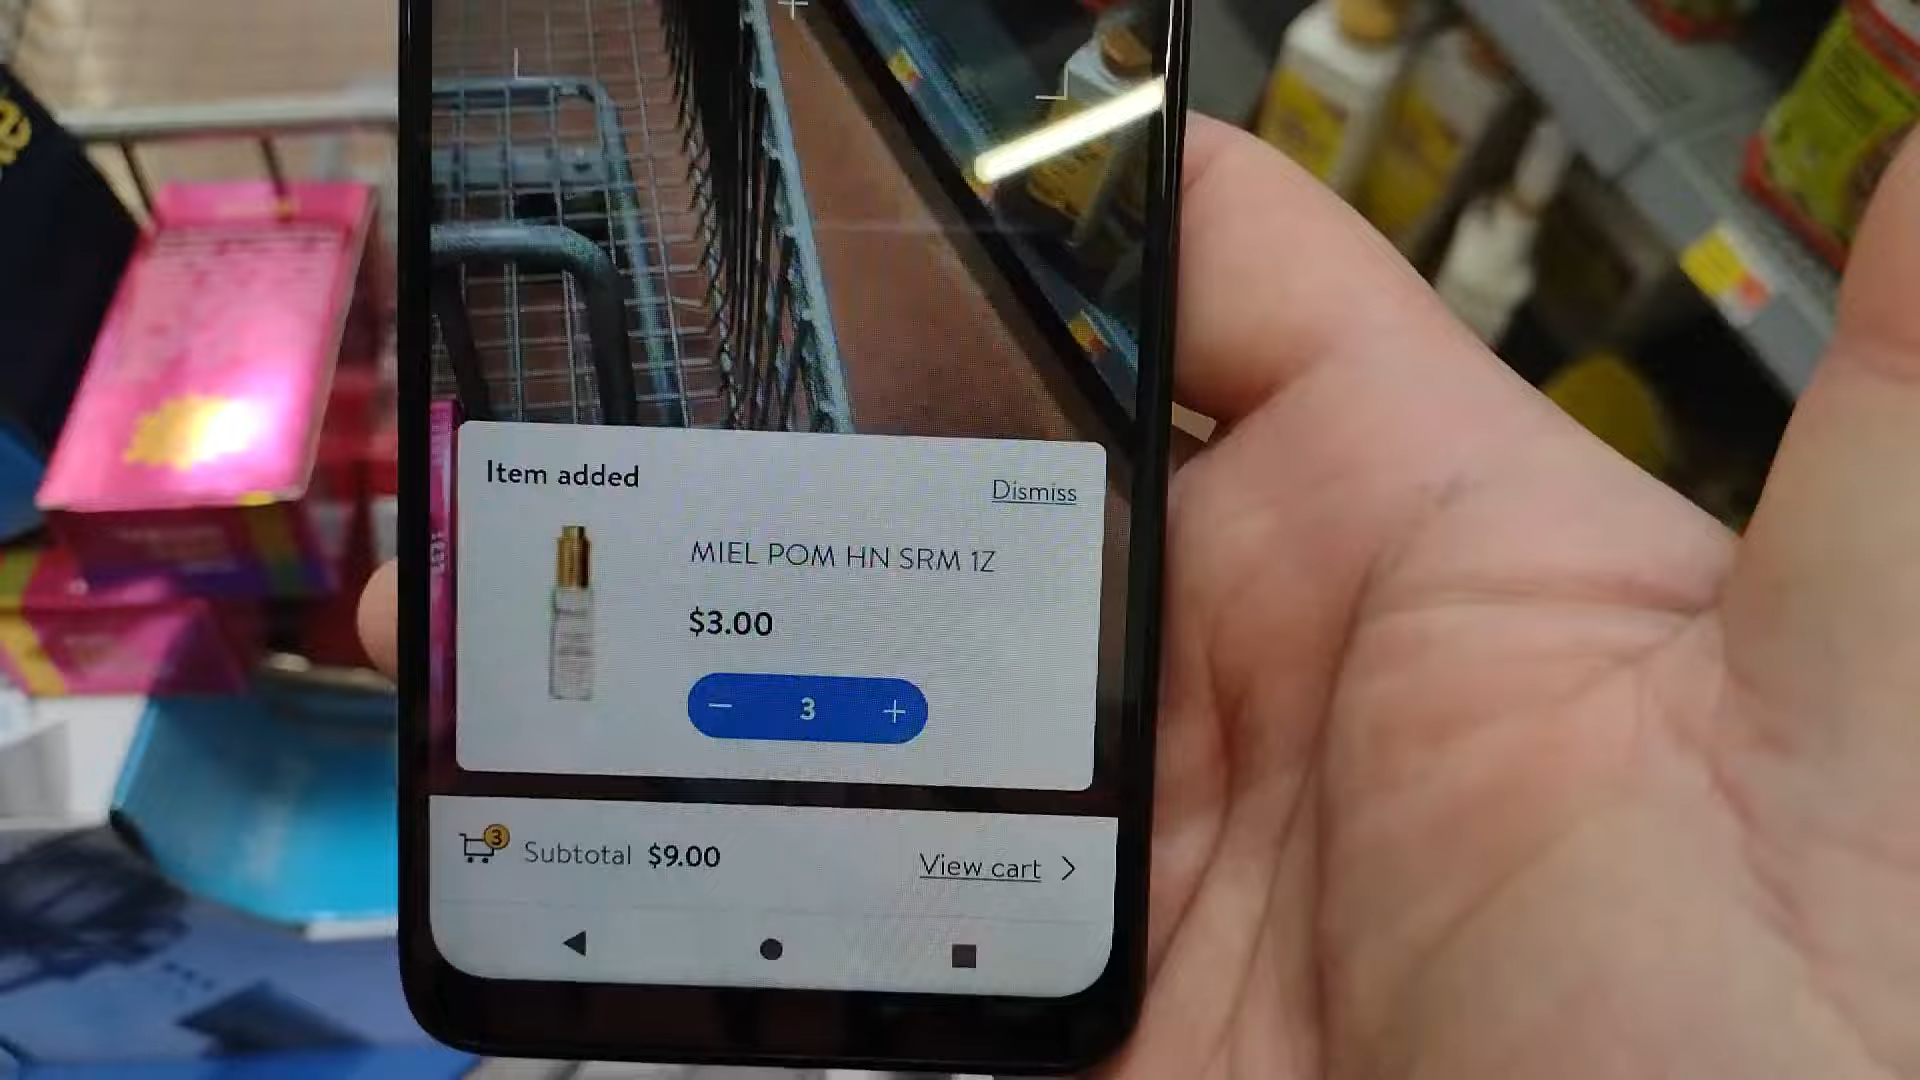 Item added
Dismiss
MIEL POM HN SRM 1Z
$3.00
3
3
Subtotal $9.00
View cart